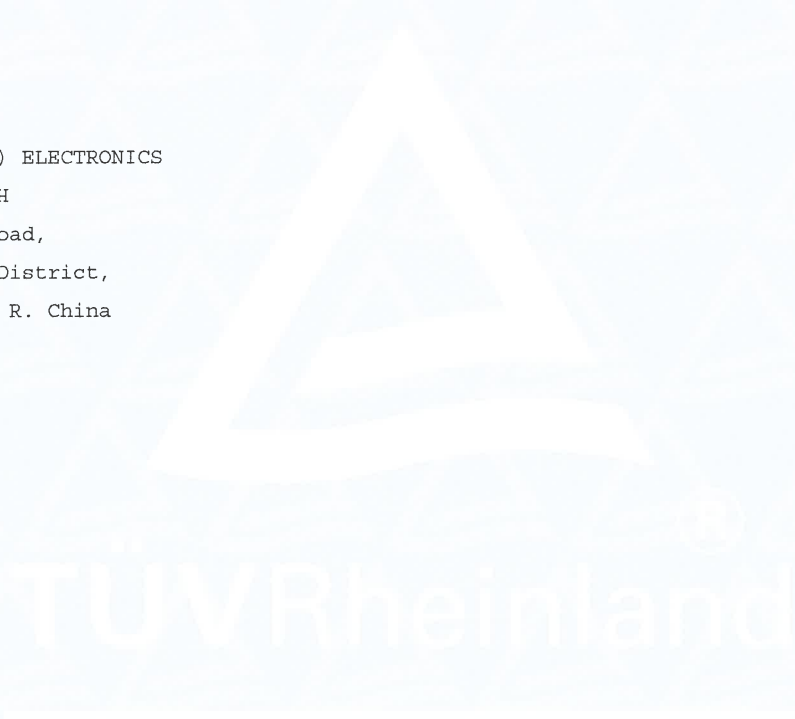 ) ELECTRONICS
H
oad,
District,
R. China
®
TÜVRheinland